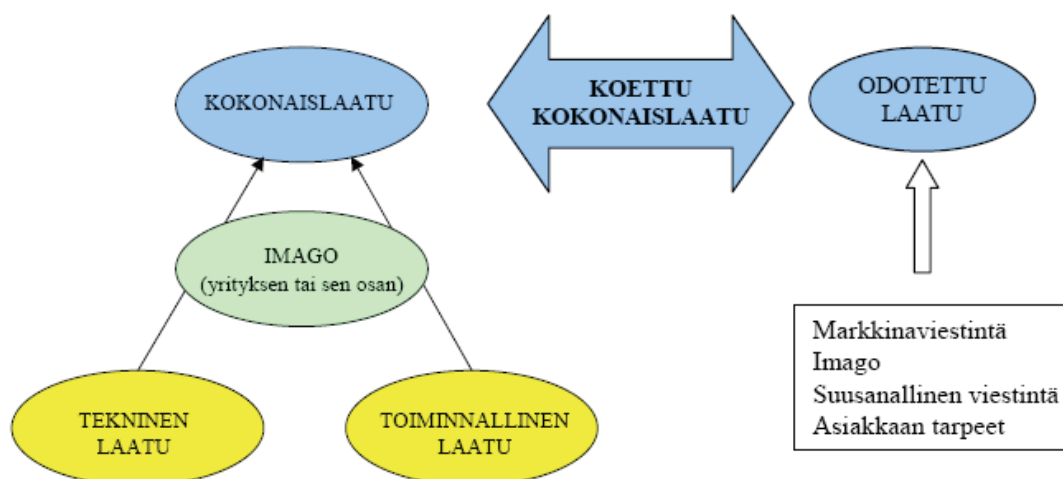 KOKONAISLAATU
KOETTU
KOKONAISLAATU
ODOTETTU
LAATU
IMAGO
(yrityksen tai sen osan)
TEKNINEN
LAATU
TOIMINNALLINEN
LAATU
Markkinaviestintä
Imago
Suusanallinen viestintä
Asiakkaan tarpeet